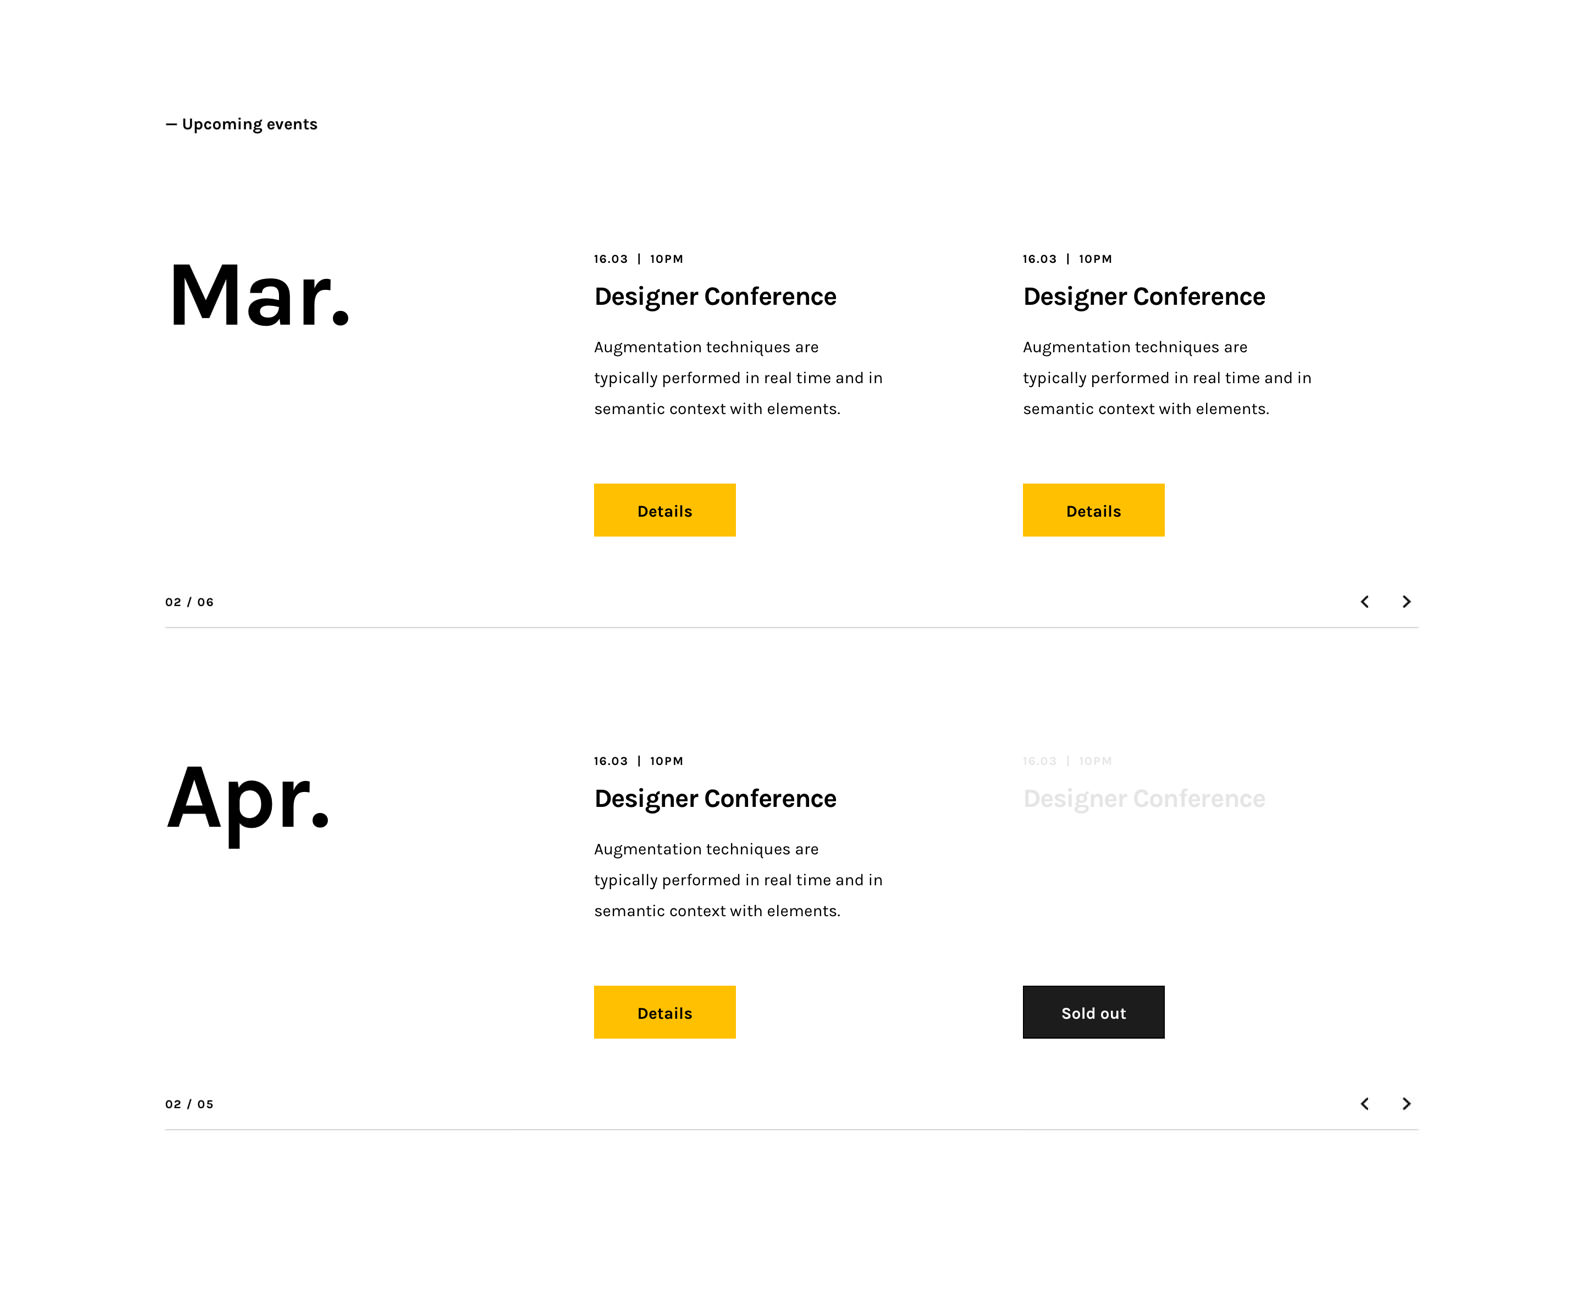 — Upcoming events
Mar.
16.03 | 10PM
Designer Conference
Augmentation techniques are
typically performed in real time and in
semantic context with elements.
Details
16.03 | 10PM
Designer Conference
Augmentation techniques are
typically performed in real time and in
semantic context with elements.
Details
02 / 06
Apr.
16.03 | 10PM
Designer Conference
Augmentation techniques are
typically performed in real time and in
semantic context with elements.
Details
16.03 | 10PM
Designer Conference
Sold out
02 / 05